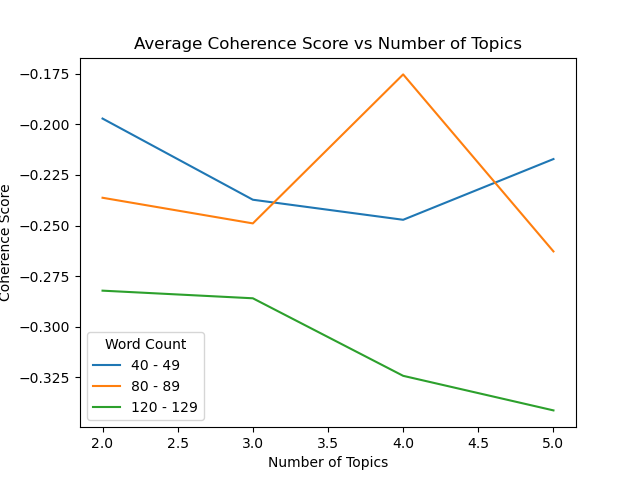 Average Coherence Score vs Number of Topics
Coherence Score
−0.175
−0.200
−0.225
−0.250
−0.275
−0.300
−0.325
Word Count
40 - 49
80 - 89
120 - 129
2.0 2.5 3.0 3.5 4.0 4.5 5.0
Number of Topics